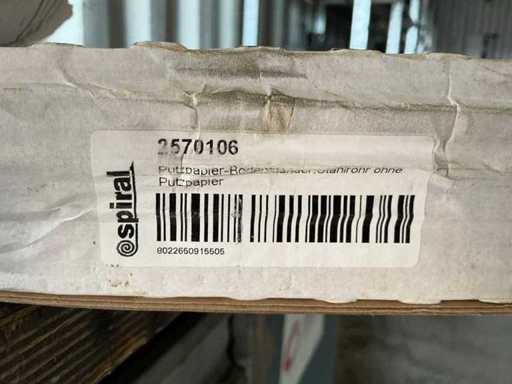 spiral
2570106
Putzpapier-Bodenständer, Stahlrohr ohne
Putzpapier
8022650915505